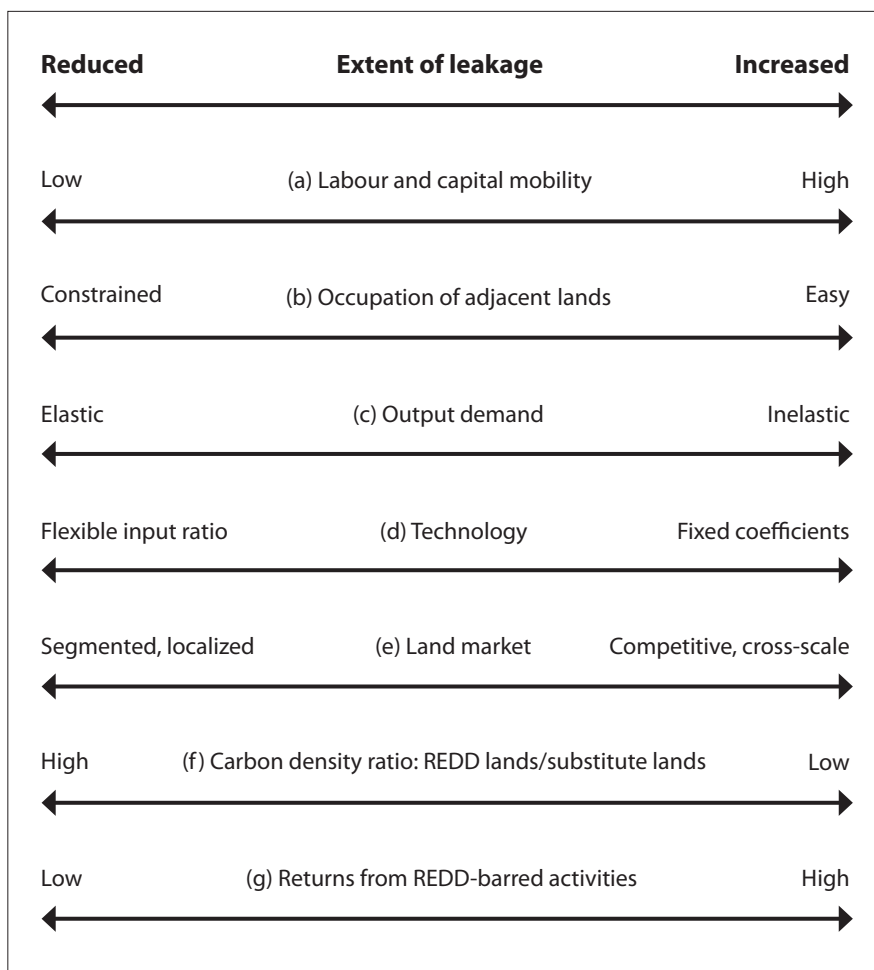 Reduced Extent of leakage Increased
Low (a) Labour and capital mobility High
Constrained (b) Occupation of adjacent lands Easy
Elastic (c) Output demand Inelastic
Flexible input ratio (d) Technology Fixed coefficients
Segmented, localized (e) Land market Competitive, cross-scale
High (f) Carbon density ratio: REDD lands/substitute lands Low
Low (g) Returns from REDD-barred activities High